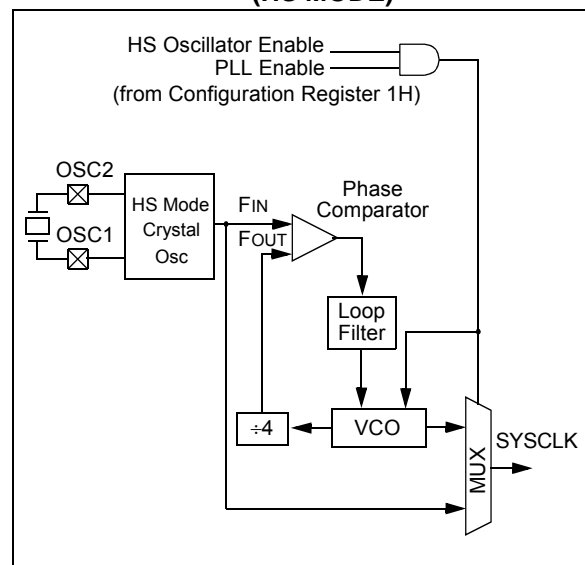 (HS MODE)
HS Oscillator Enable
PLL Enable
(from Configuration Register 1H)
OSC2
OSC1
HS Mode
Crystal
Osc
FIN
FOUT
Phase
Comparator
Loop
Filter
÷4
VCO
MUX
SYSCLK